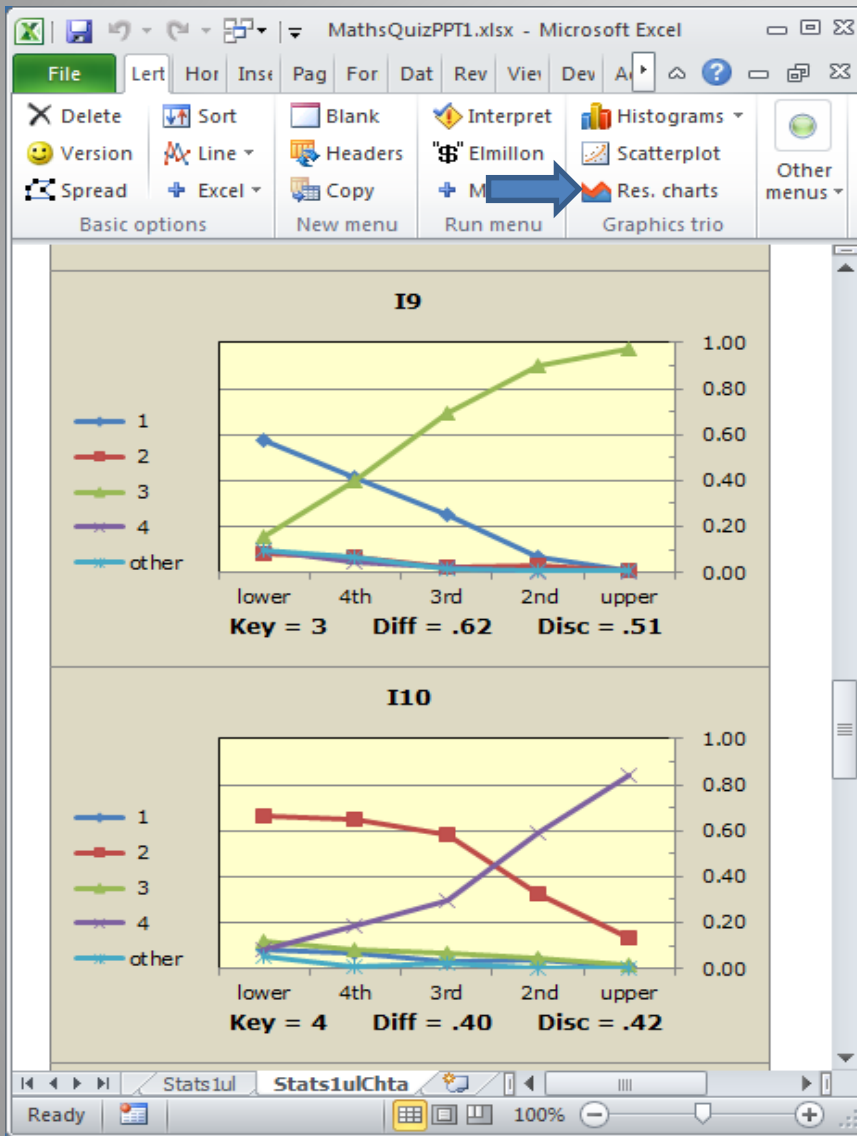 MathsQuizPPT1.xlsx - Microsoft Excel
File Lert Hor Inse Pag For Dat Rev Viev Dev A
Delete Sort Blank Interpret Histograms
Version Line Headers "$" Elmillon Scatterplot
Spread Excel Copy M Res. charts
Other menus
Basic options New menu Run menu Graphics trio
I9
1.00
0.80
0.60
0.40
0.20
0.00
1
2
3
4
other
lower 4th 3rd 2nd upper
Key = 3 Diff = .62 Disc = .51
I10
1.00
0.80
0.60
0.40
0.20
0.00
1
2
3
4
other
lower 4th 3rd 2nd upper
Key = 4 Diff = .40 Disc = .42
Stats1ul Stats1ulChta
Ready 100%